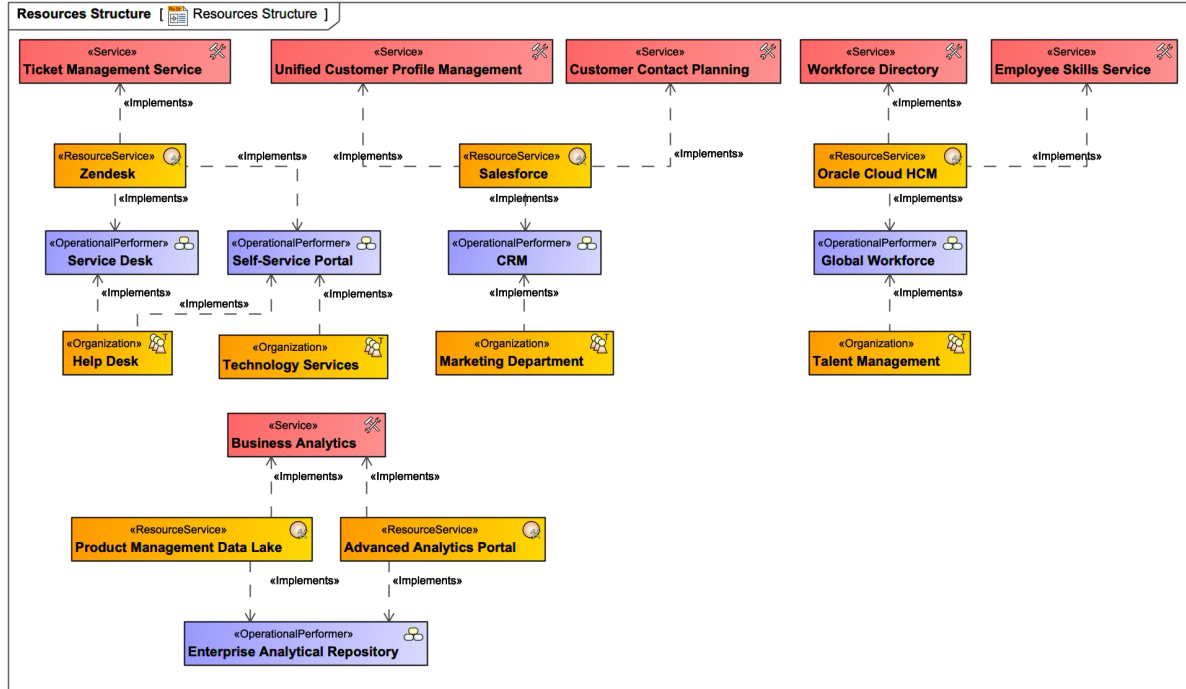 Resources Structure [ Resources Structure ]
«Service»
Ticket Management Service
«Service»
Unified Customer Profile Management
«Service»
Customer Contact Planning
«Service»
Workforce Directory
«Service»
Employee Skills Service
«Implements»
«Implements»
«Implements»
«Implements»
«Implements»
«Implements»
«ResourceService»
Zendesk
«ResourceService»
Salesforce
«ResourceService»
Oracle Cloud HCM
«Implements»
«Implements»
«Implements»
«OperationalPerformer»
Service Desk
«OperationalPerformer»
Self-Service Portal
«OperationalPerformer»
CRM
«OperationalPerformer»
Global Workforce
«Implements»
«Implements»
«Implements»
«Implements»
«Implements»
«Organization»
Help Desk
«Organization»
Technology Services
«Organization»
Marketing Department
«Organization»
Talent Management
«Service»
Business Analytics
«Implements»
«Implements»
«ResourceService»
Product Management Data Lake
«ResourceService»
Advanced Analytics Portal
«Implements»
«Implements»
«OperationalPerformer»
Enterprise Analytical Repository